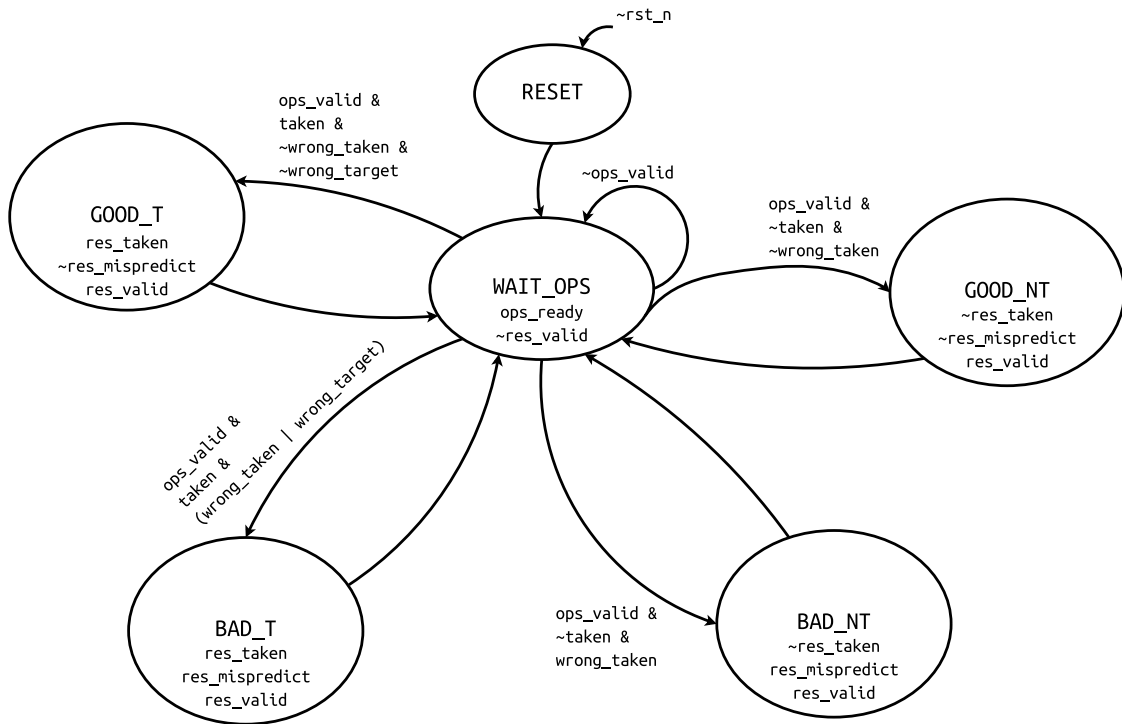 ~rst_n
RESET
ops_valid &
taken &
~wrong_taken &
~wrong_target
~ops_valid
ops_valid &
~taken &
~wrong_taken
GOOD_T
res_taken
~res_mispredict
res_valid
WAIT_OPS
ops_ready
~res_valid
GOOD_NT
~res_taken
~res_mispredict
res_valid
ops_valid &
taken &
(wrong_taken | wrong_target)
BAD_T
res_taken
res_mispredict
res_valid
ops_valid &
~taken &
wrong_taken
BAD_NT
~res_taken
res_mispredict
res_valid